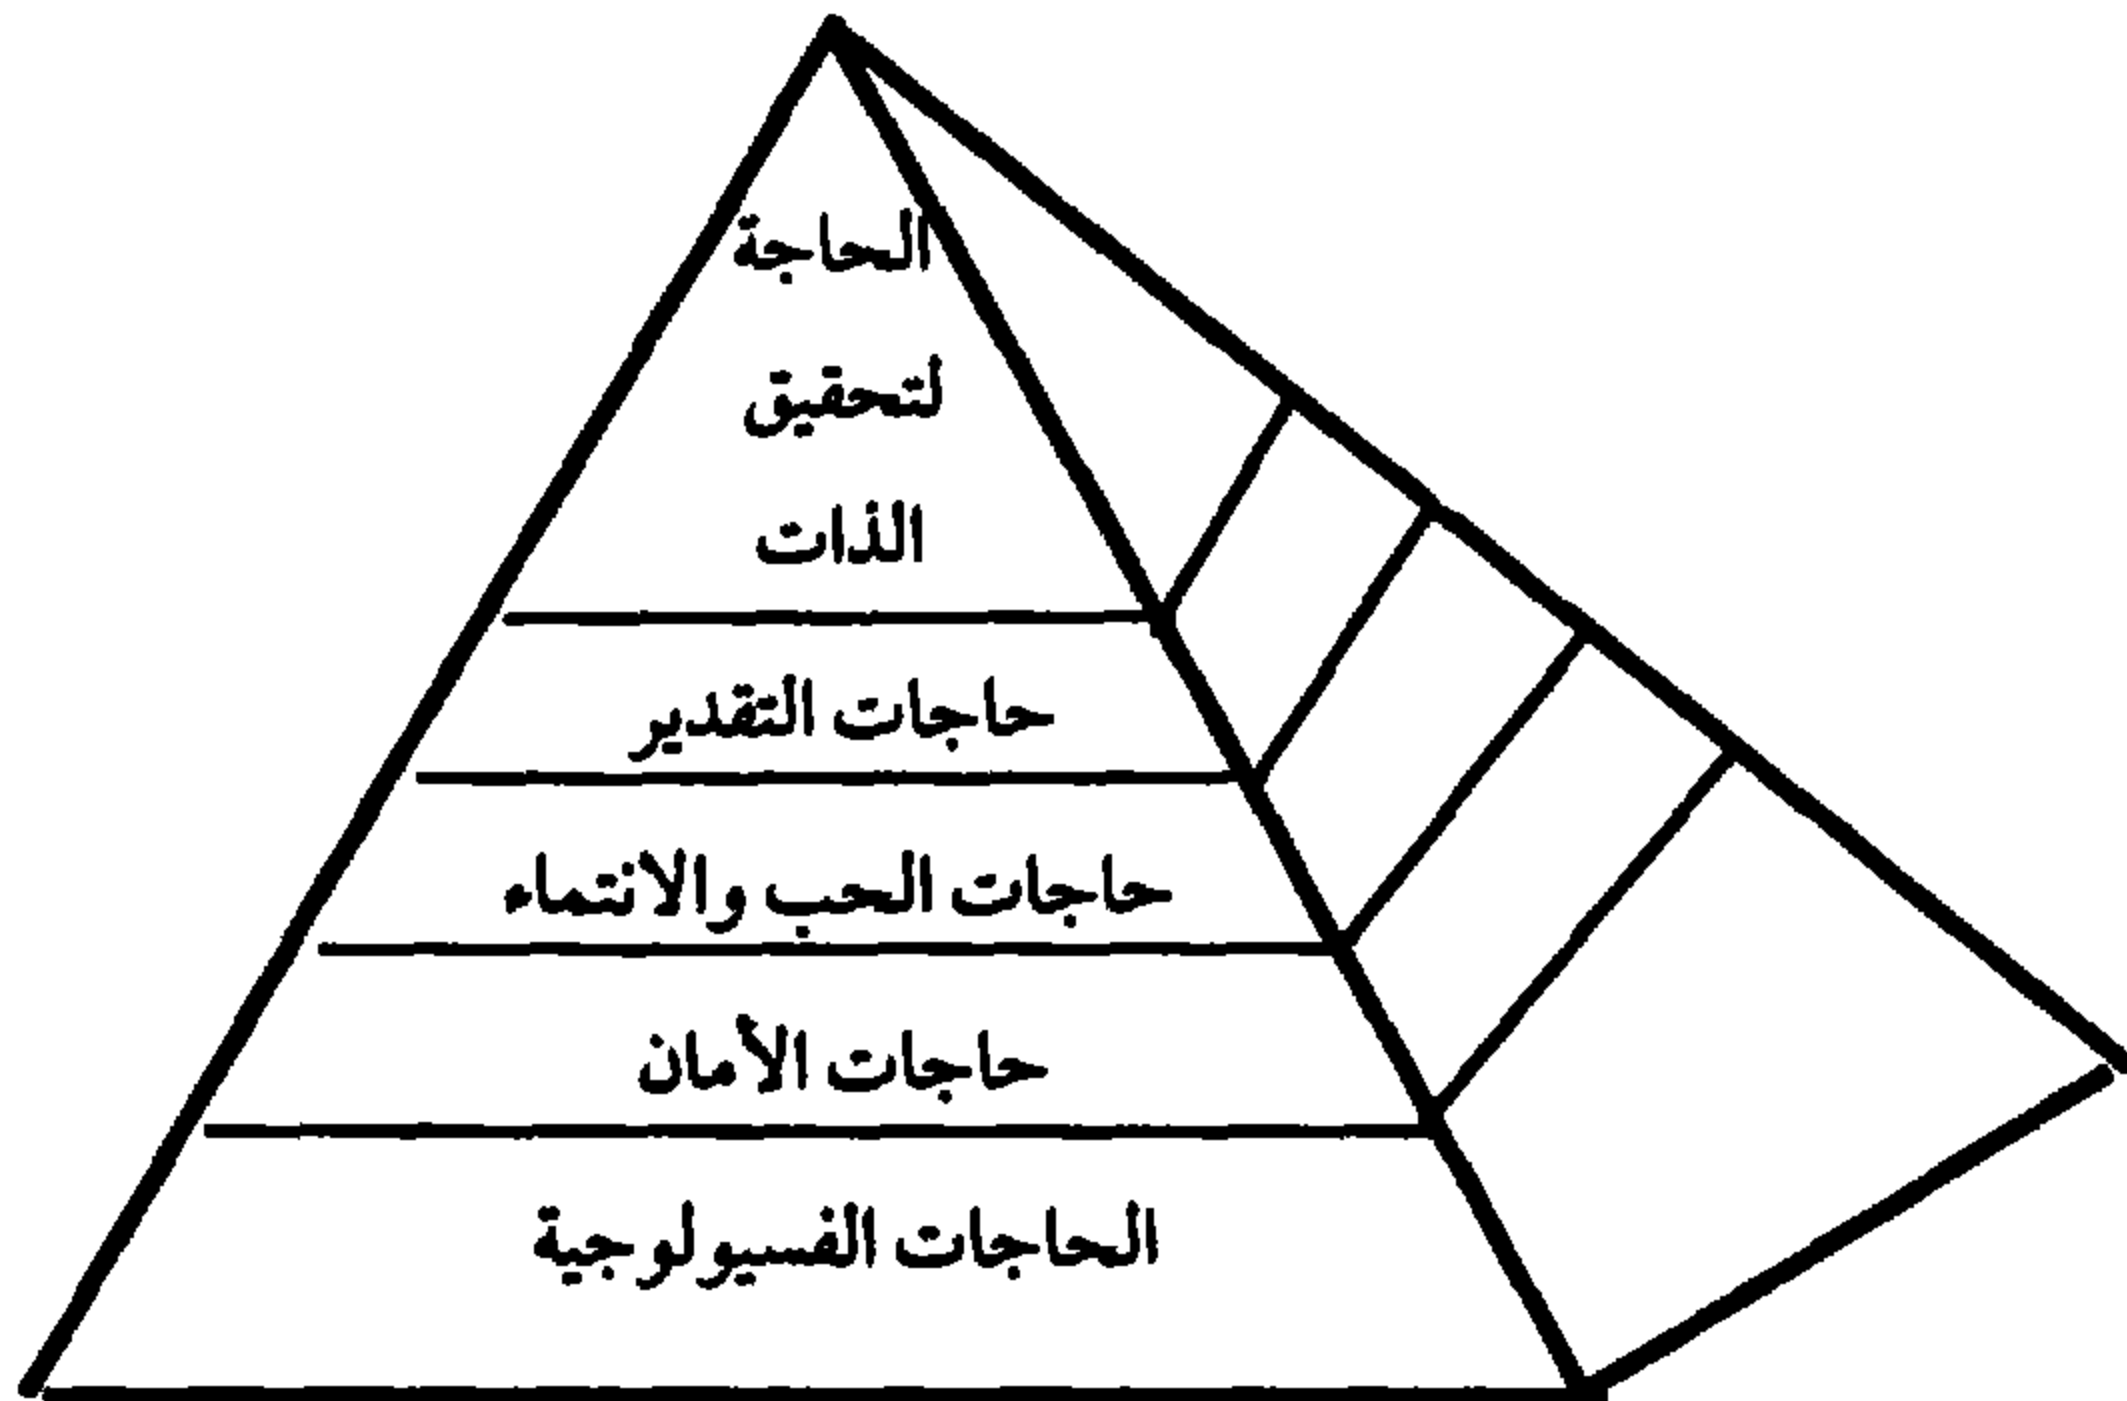 الحاجة
لتحقيق
الذات
حاجات التقدير
حاجات الحب والانتماء
حاجات الأمان
الحاجات الفسيولوجية